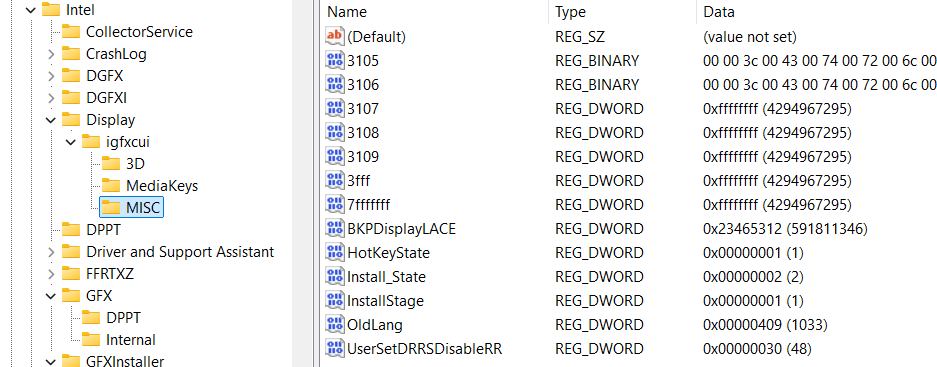 Intel
CollectorService
CrashLog
DGFX
DGFXI
Display
igfxcui
3D
MediaKeys
MISC
DPPT
Driver and Support Assistant
FFRTXZ
GFX
DPPT
Internal
GFXInstaller
Name Type Data
(Default) REG_SZ (value not set)
3105 REG_BINARY 00 00 3c 00 43 00 74 00 72 00 6c 00
3106 REG_BINARY 00 00 3c 00 43 00 74 00 72 00 6c 00
3107 REG_DWORD 0xffffffff (4294967295)
3108 REG_DWORD 0xffffffff (4294967295)
3109 REG_DWORD 0xffffffff (4294967295)
3fff REG_DWORD 0xffffffff (4294967295)
7fffffff REG_DWORD 0xffffffff (4294967295)
BKPDisplayLACE REG_DWORD 0x23465312 (591811346)
HotKeyState REG_DWORD 0x00000001 (1)
Install_State REG_DWORD 0x00000002 (2)
InstallStage REG_DWORD 0x00000001 (1)
OldLang REG_DWORD 0x00000409 (1033)
UserSetDRRSDisableRR REG_DWORD 0x00000030 (48)